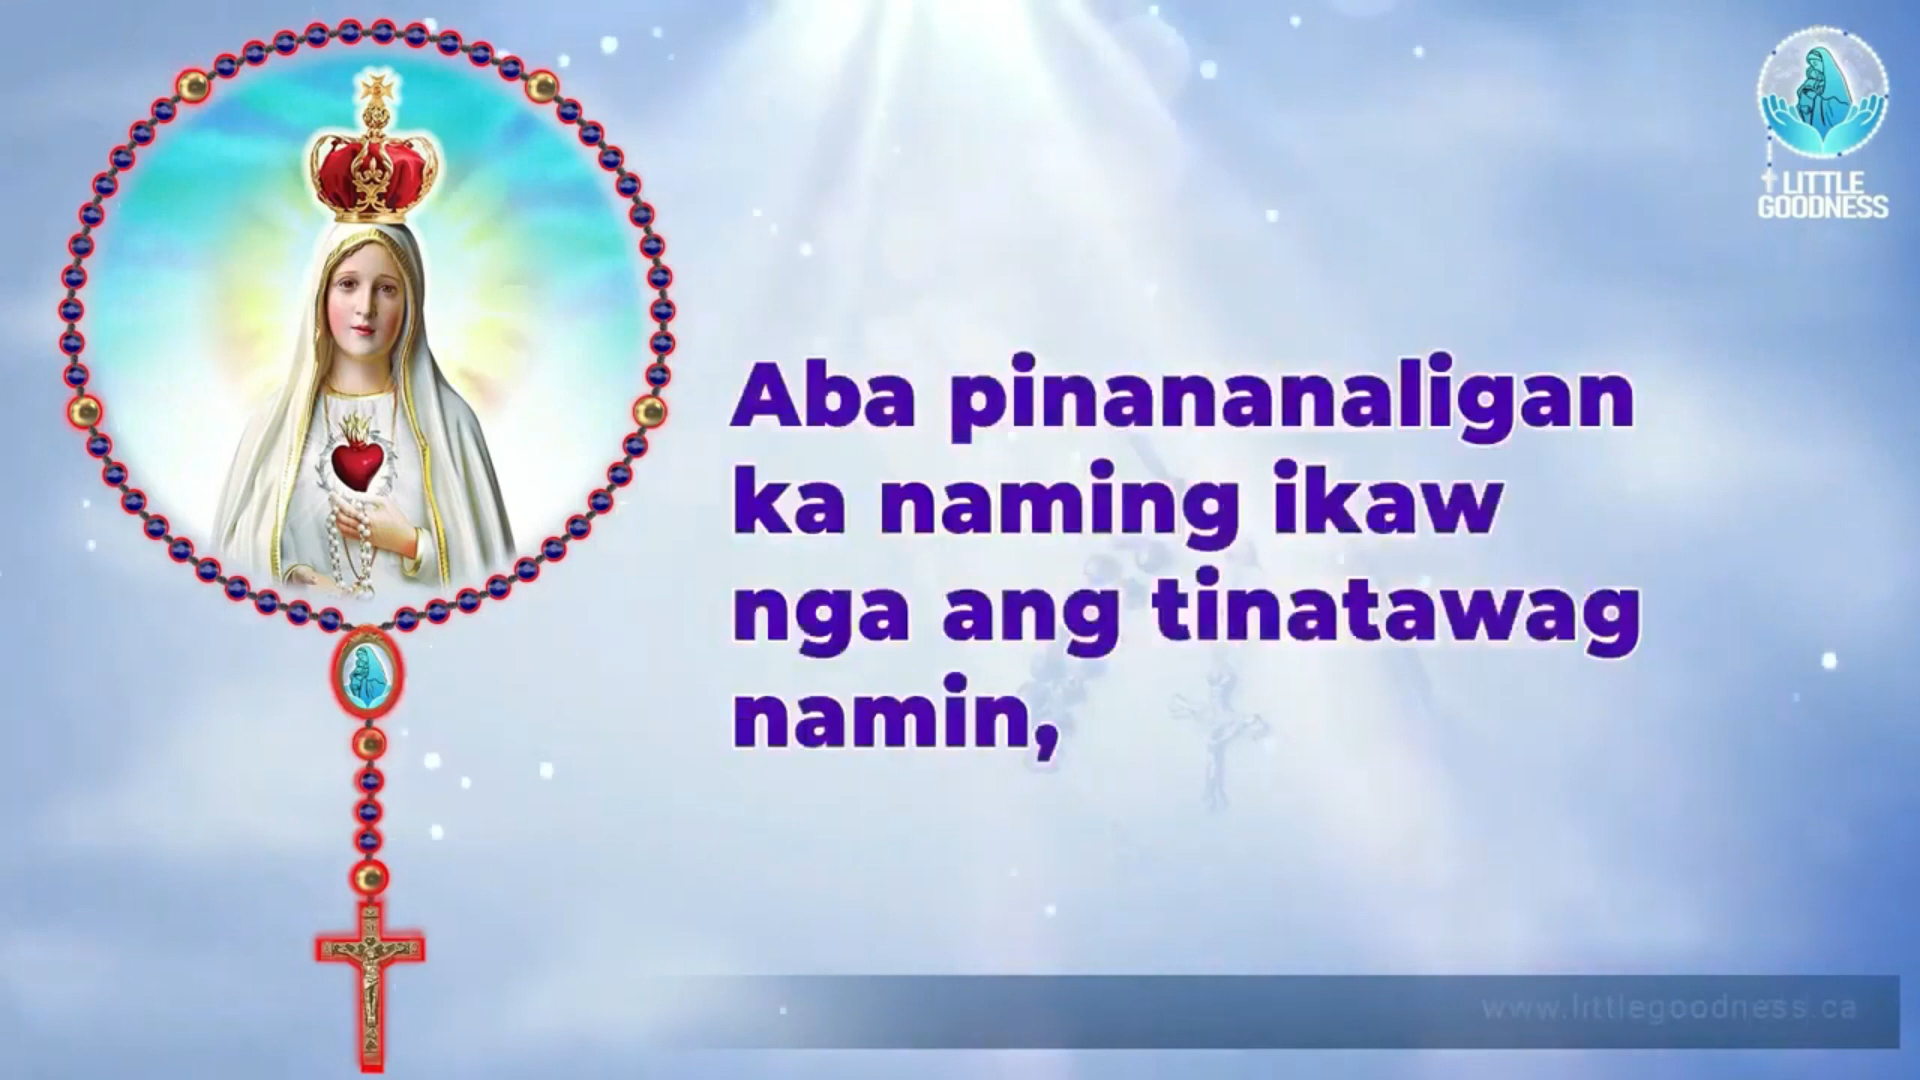 LITTLE
GOODNESS
Aba pinananaligan
ka naming ikaw
nga ang tinatawag
namin,
www.littlegoodness.ca